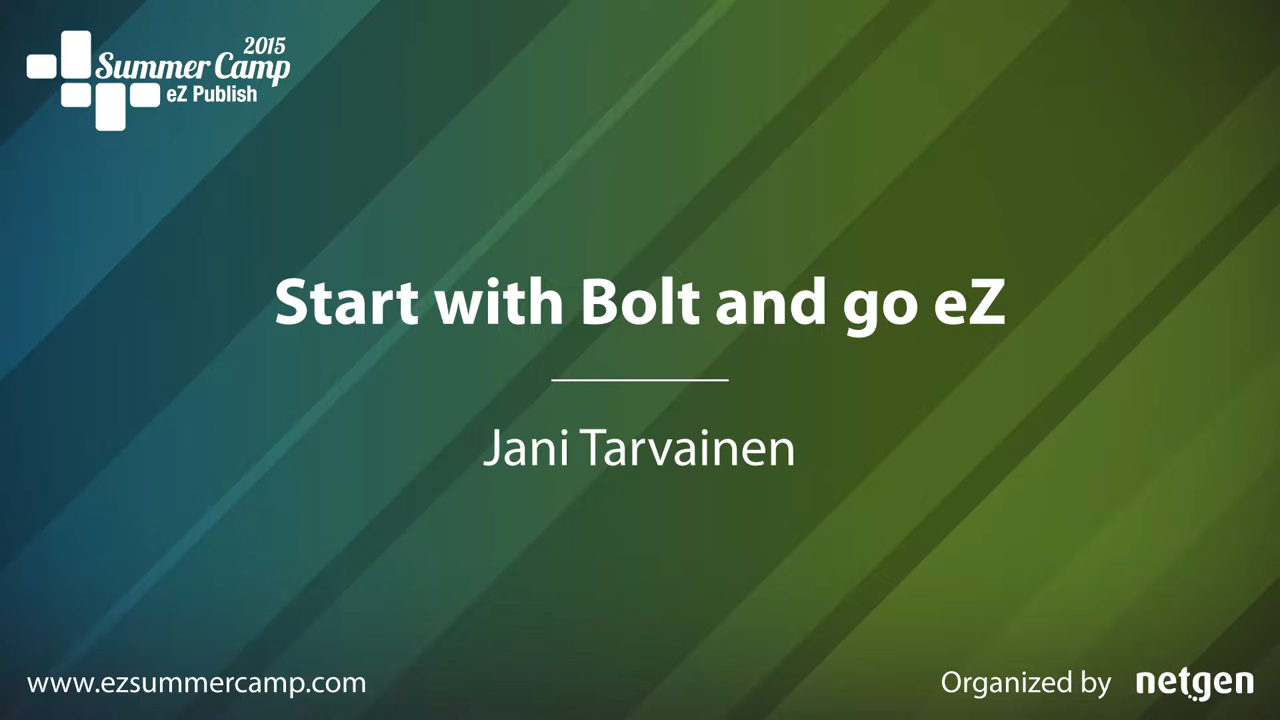 2015
Summer Camp
eZ Publish
Start with Bolt and go eZ
Jani Tarvainen
www.ezsummercamp.com
Organized by netgen